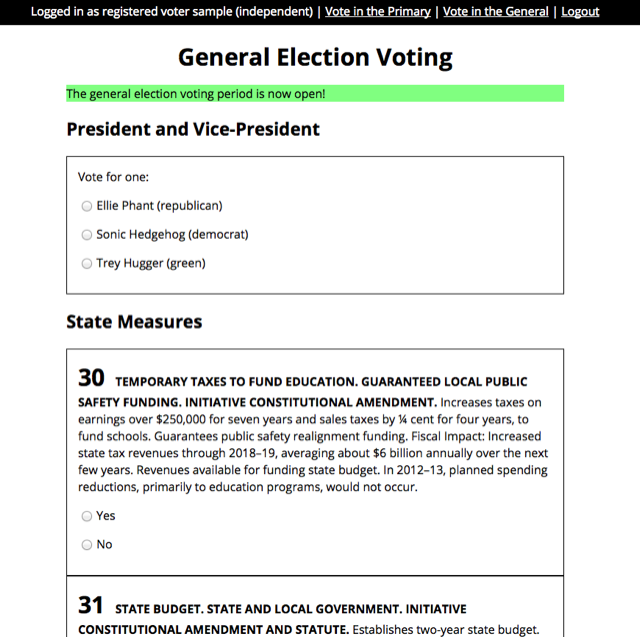 Logged in as registered voter sample (independent) | Vote in the Primary | Vote in the General | Logout
General Election Voting
The general election voting period is now open!
President and Vice-President
Vote for one:
Ellie Phant (republican)
Sonic Hedgehog (democrat)
Trey Hugger (green)
State Measures
30 TEMPORARY TAXES TO FUND EDUCATION. GUARANTEED LOCAL PUBLIC
SAFETY FUNDING. INITIATIVE CONSTITUTIONAL AMENDMENT. Increases taxes on
earnings over $250,000 for seven years and sales taxes by ¼ cent for four years, to
fund schools. Guarantees public safety realignment funding. Fiscal Impact: Increased
state tax revenues through 2018–19, averaging about $6 billion annually over the next
few years. Revenues available for funding state budget. In 2012–13, planned spending
reductions, primarily to education programs, would not occur.
Yes
No
31 STATE BUDGET. STATE AND LOCAL GOVERNMENT. INITIATIVE
CONSTITUTIONAL AMENDMENT AND STATUTE. Establishes two-year state budget.